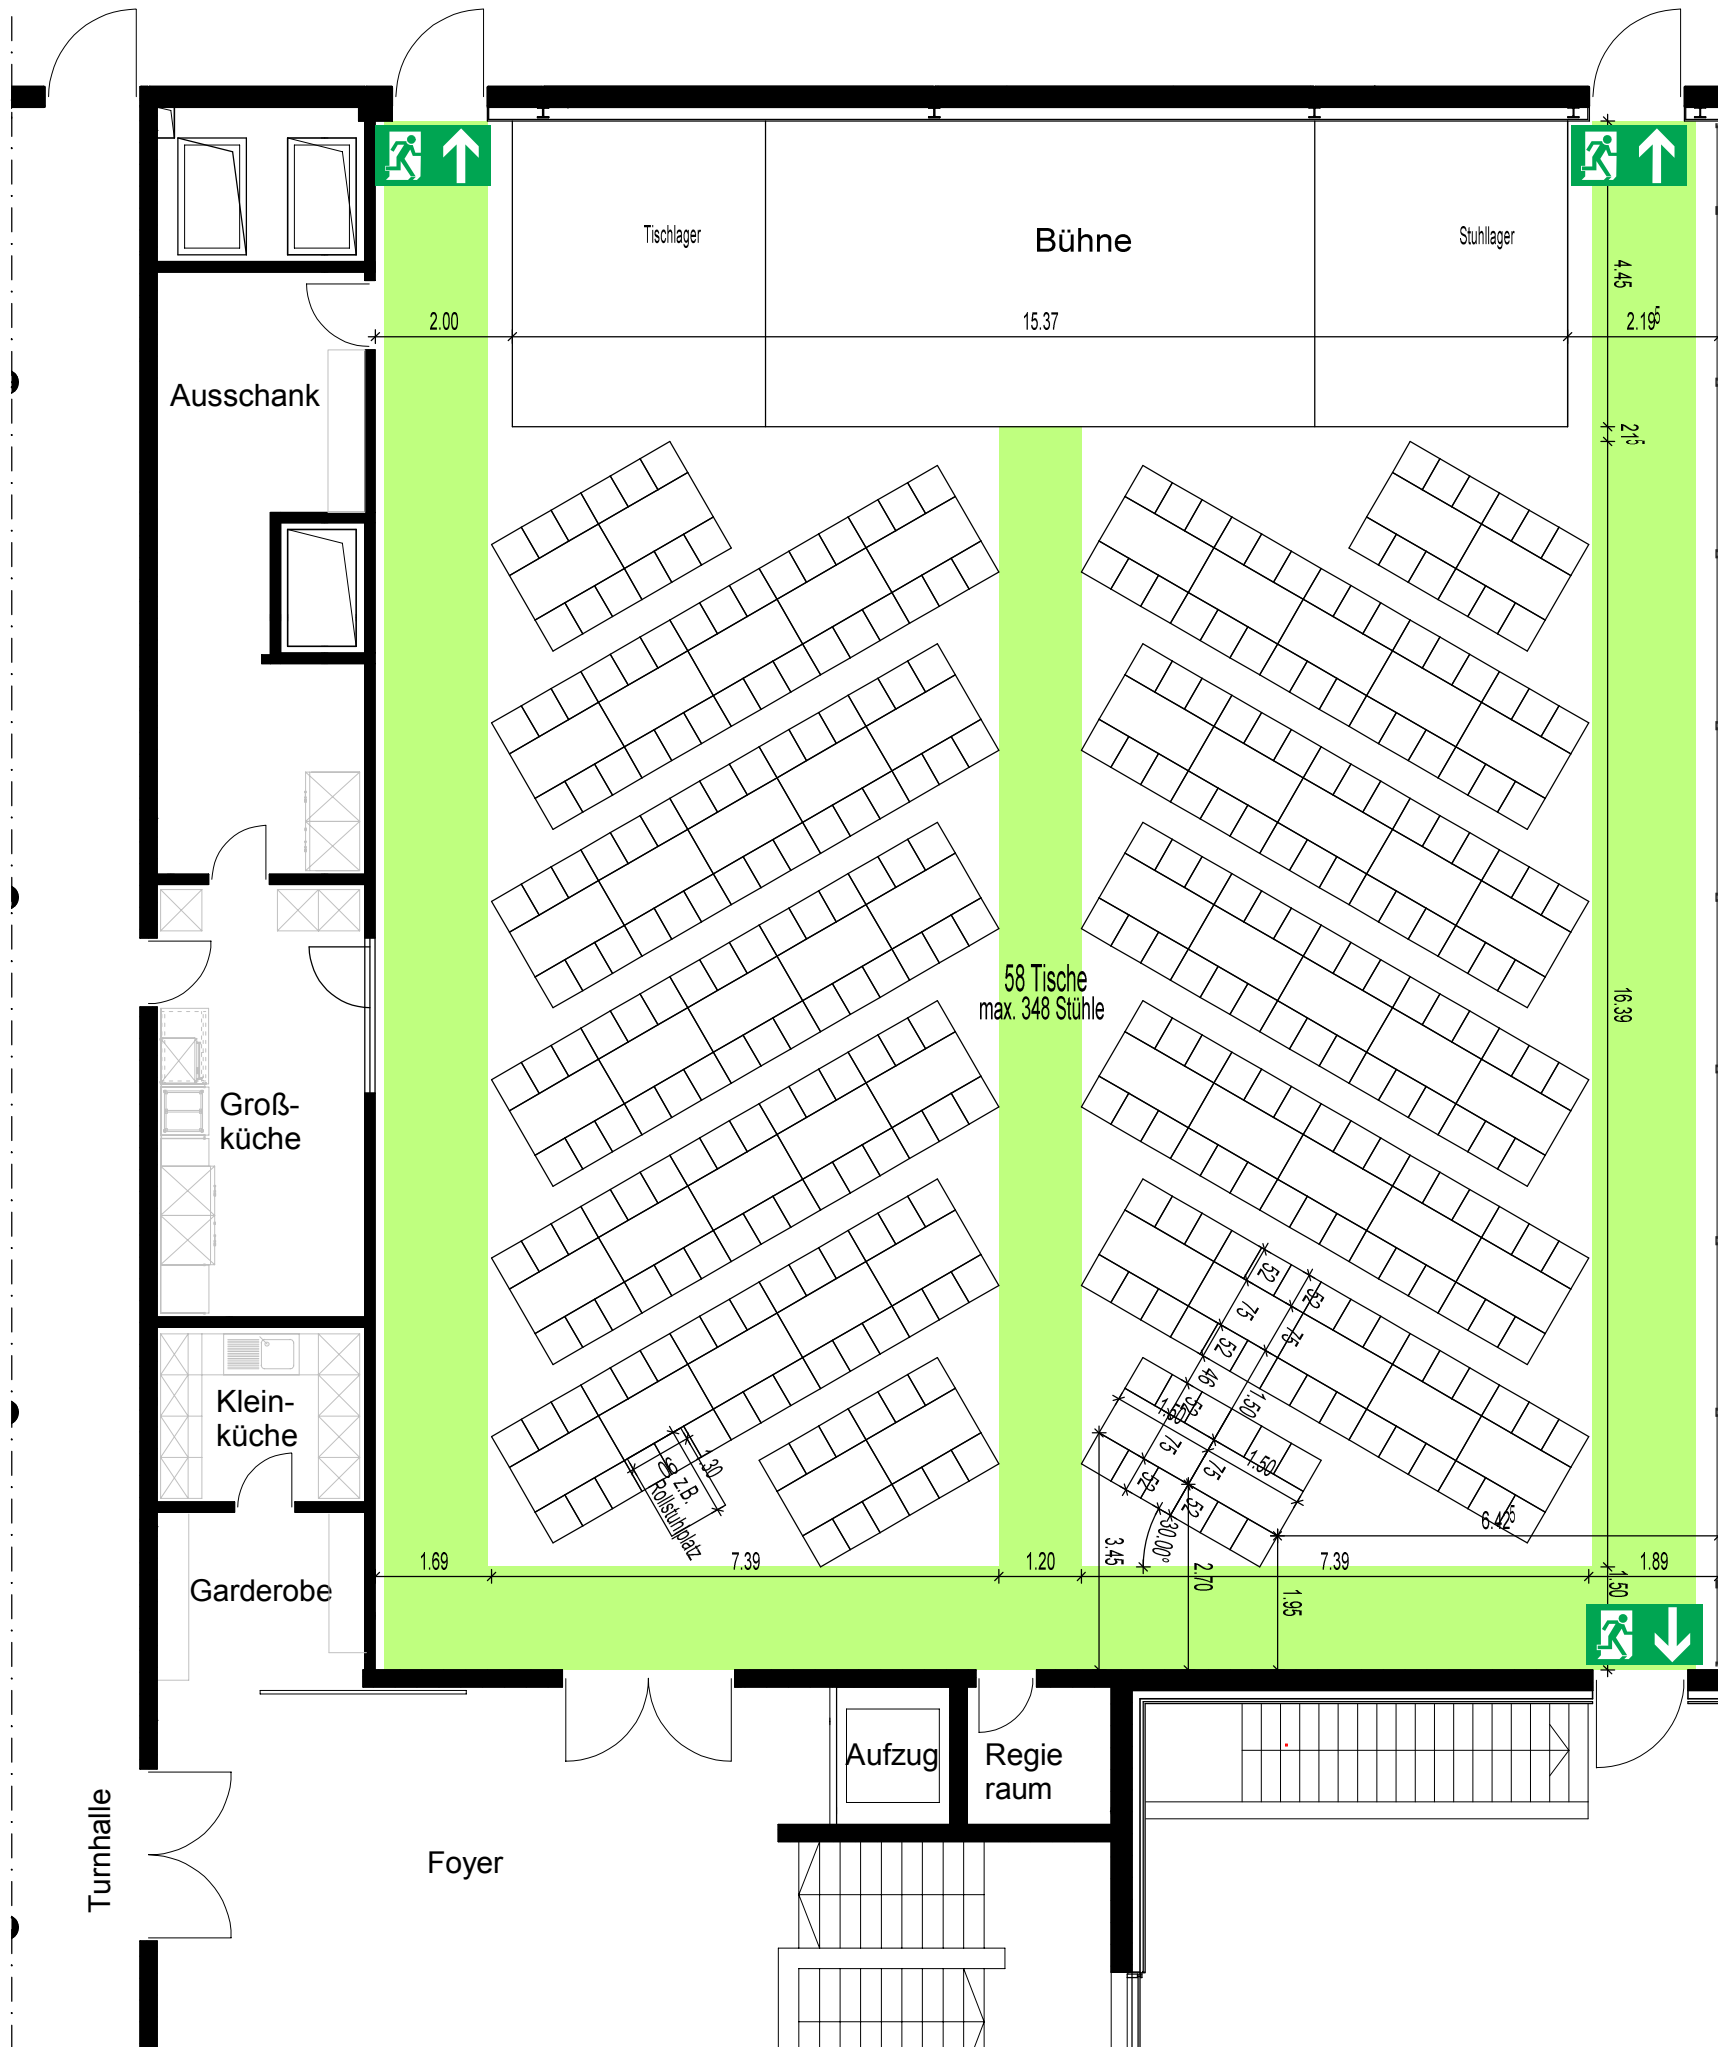 Tischlager
Bühne
Stuhllager
4.45
2.00
15.37
2.19⁵
Ausschank
21⁵
58 Tische
max. 348 Stühle
16.39
Groß-
küche
52
52
75
75
52
46
Klein-
küche
52
1.50
75
1.50
75
52
52
1.30
z.B.
Rollstuhlplatz
30.00°
6.42⁵
3.45
2.70
1.95
1.69
7.39
1.20
7.39
1.89
1.50
Garderobe
Aufzug
Regie
raum
Turnhalle
Foyer